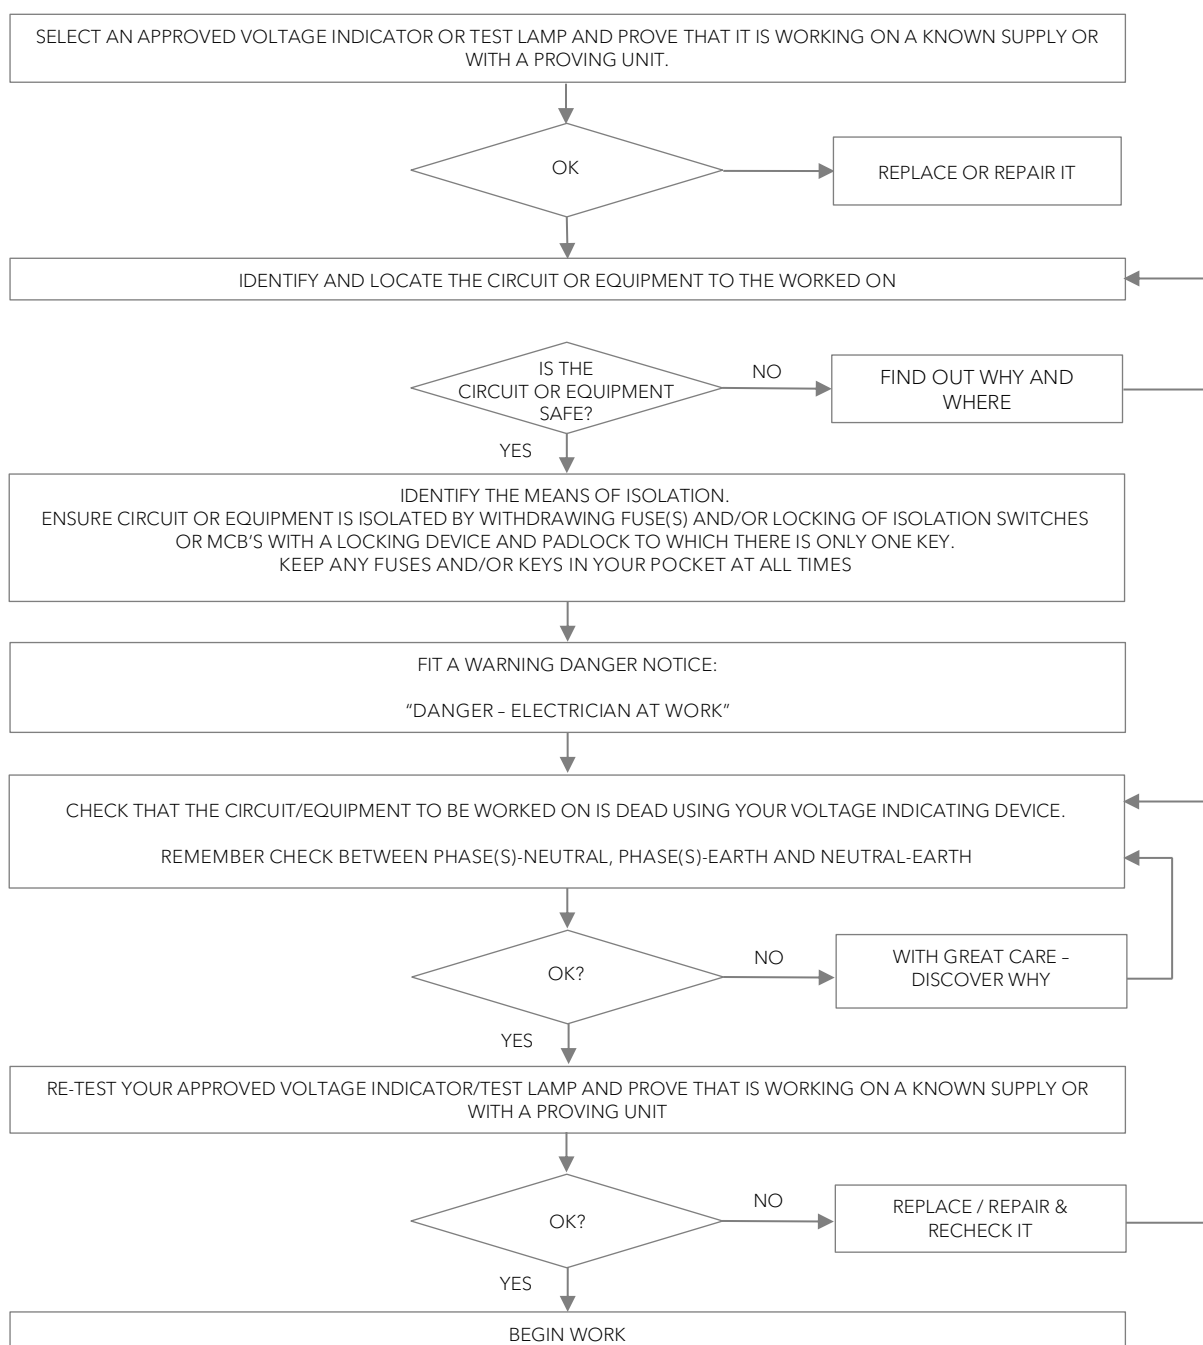 SELECT AN APPROVED VOLTAGE INDICATOR OR TEST LAMP AND PROVE THAT IT IS WORKING ON A KNOWN SUPPLY OR
WITH A PROVING UNIT.
OK
REPLACE OR REPAIR IT
IDENTIFY AND LOCATE THE CIRCUIT OR EQUIPMENT TO THE WORKED ON
IS THE
CIRCUIT OR EQUIPMENT
SAFE?
NO
FIND OUT WHY AND
WHERE
YES
IDENTIFY THE MEANS OF ISOLATION.
ENSURE CIRCUIT OR EQUIPMENT IS ISOLATED BY WITHDRAWING FUSE(S) AND/OR LOCKING OF ISOLATION SWITCHES
OR MCB'S WITH A LOCKING DEVICE AND PADLOCK TO WHICH THERE IS ONLY ONE KEY.
KEEP ANY FUSES AND/OR KEYS IN YOUR POCKET AT ALL TIMES
FIT A WARNING DANGER NOTICE:
“DANGER – ELECTRICIAN AT WORK”
CHECK THAT THE CIRCUIT/EQUIPMENT TO BE WORKED ON IS DEAD USING YOUR VOLTAGE INDICATING DEVICE.
REMEMBER CHECK BETWEEN PHASE(S)-NEUTRAL, PHASE(S)-EARTH AND NEUTRAL-EARTH
OK?
NO
WITH GREAT CARE –
DISCOVER WHY
YES
RE-TEST YOUR APPROVED VOLTAGE INDICATOR/TEST LAMP AND PROVE THAT IS WORKING ON A KNOWN SUPPLY OR
WITH A PROVING UNIT
OK?
NO
REPLACE / REPAIR &
RECHECK IT
YES
BEGIN WORK